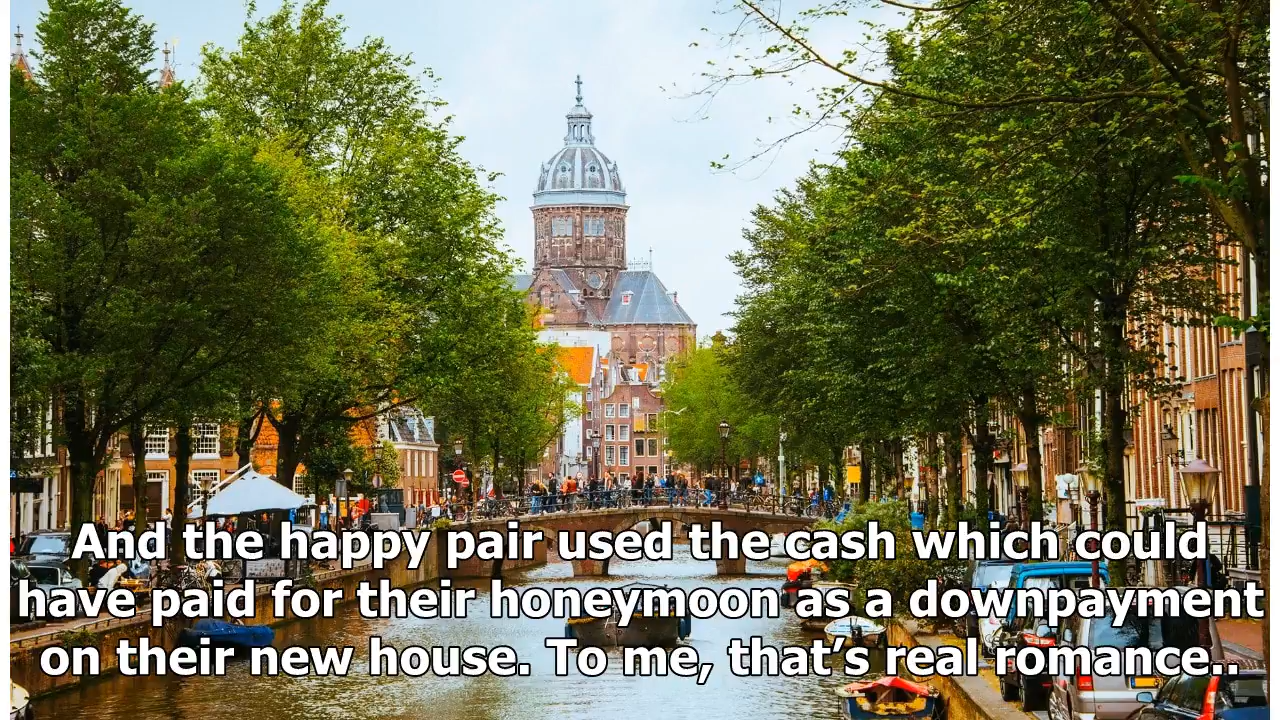 And the happy pair used the cash which could
have paid for their honeymoon as a downpayment
on their new house. To me, that’s real romance..